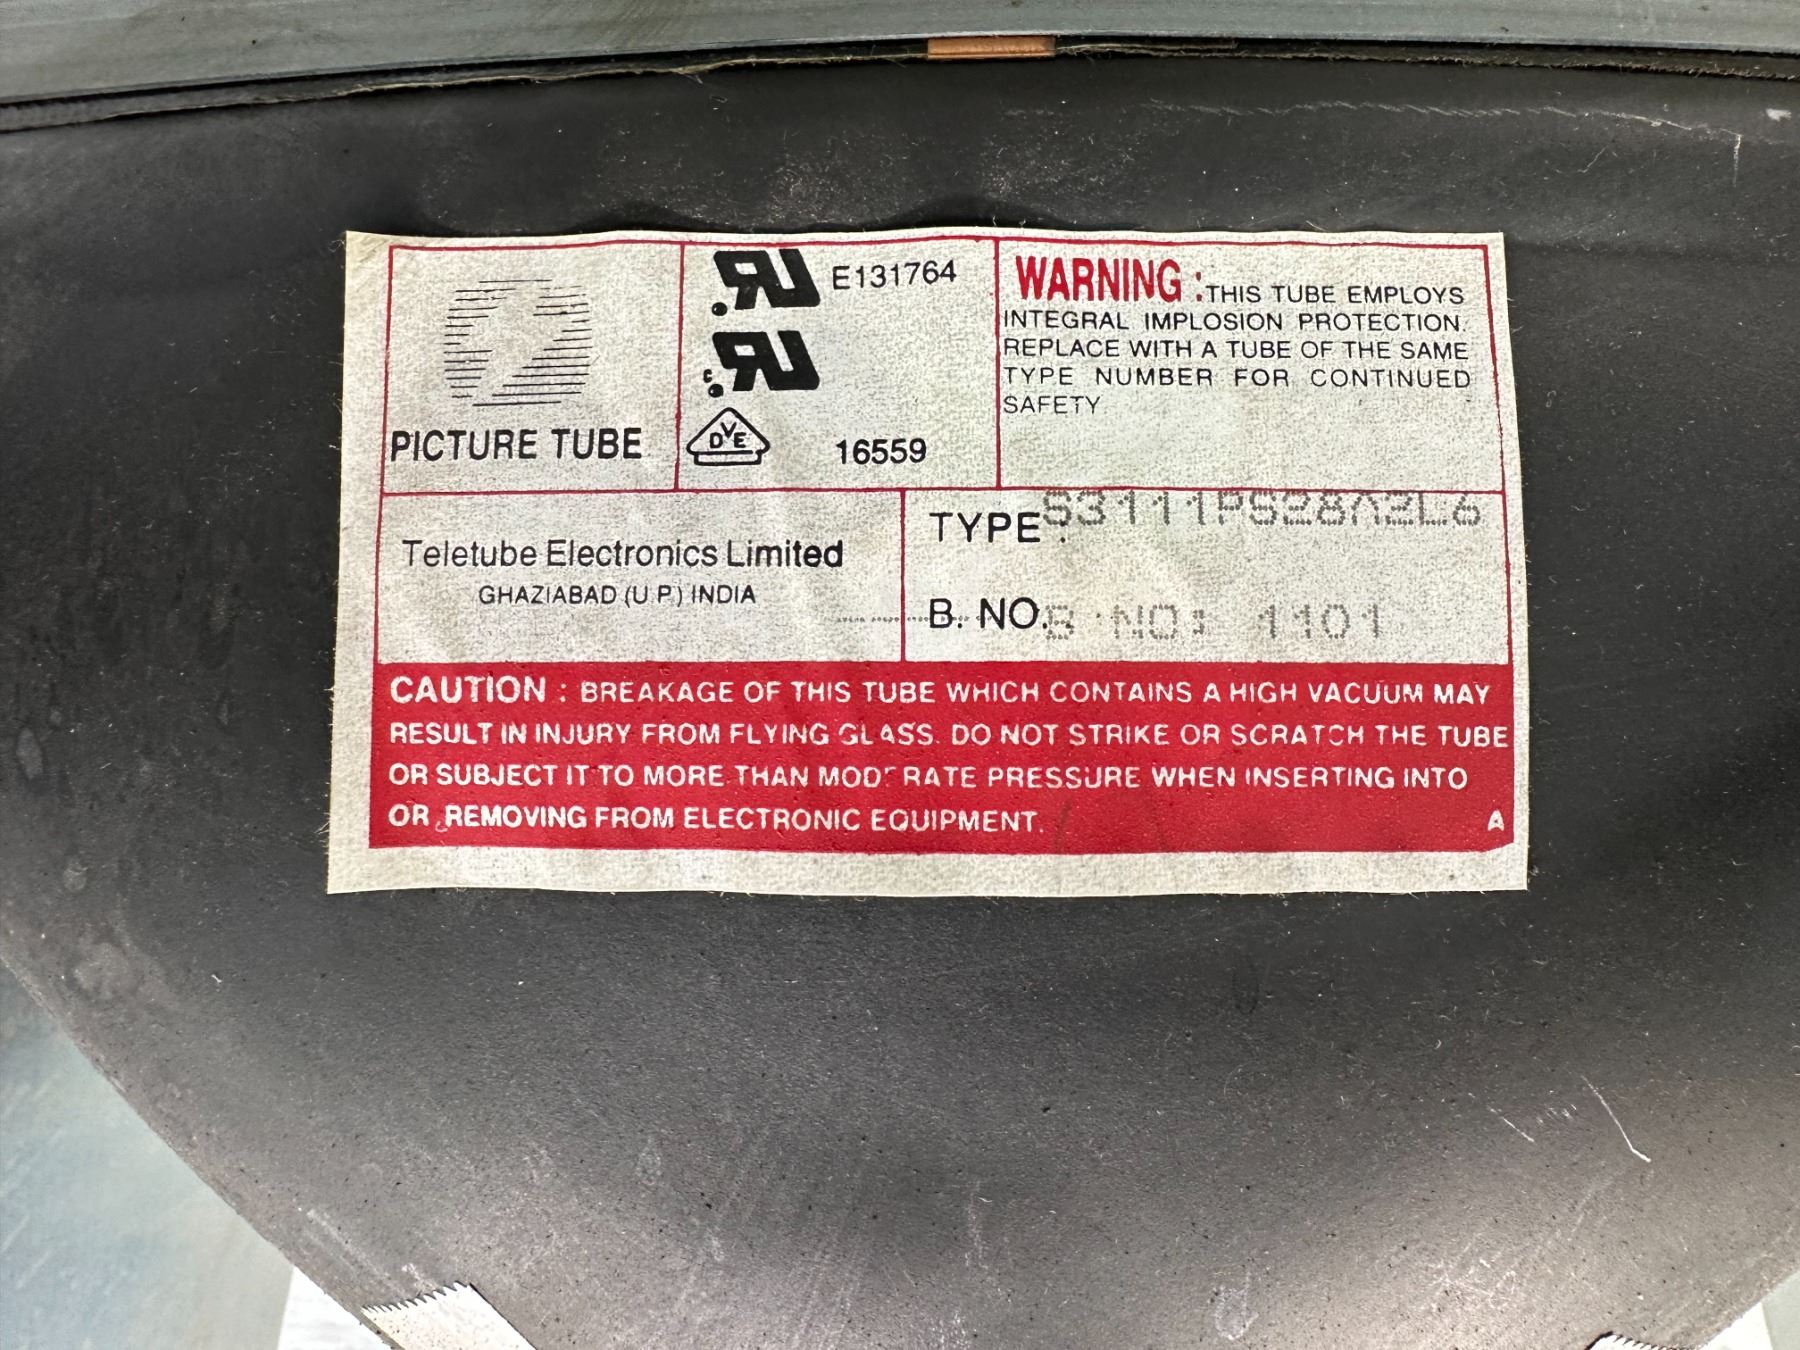 E131764
PICTURE TUBE
DVE
16559
WARNING : THIS TUBE EMPLOYS
INTEGRAL IMPLOSION PROTECTION.
REPLACE WITH A TUBE OF THE SAME
TYPE NUMBER FOR CONTINUED
SAFETY
Teletube Electronics Limited
GHAZIABAD (U.P.) INDIA
TYPE :
B. NO. B NO: 1101
CAUTION : BREAKAGE OF THIS TUBE WHICH CONTAINS A HIGH VACUUM MAY
RESULT IN INJURY FROM FLYING GLASS. DO NOT STRIKE OR SCRATCH THE TUBE
OR SUBJECT IT TO MORE THAN MODERATE PRESSURE WHEN INSERTING INTO
OR REMOVING FROM ELECTRONIC EQUIPMENT.
A